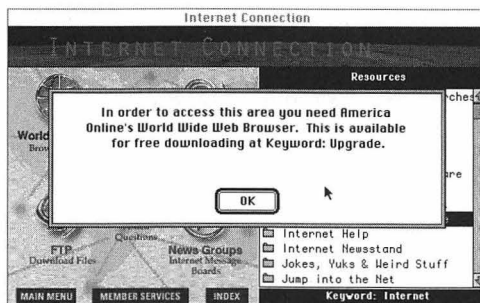 Internet Connection
INTERNET CONNECTION
Resources
In order to access this area you need America
Online's World Wide Web Browser. This is available
for free downloading at Keyword: Upgrade.
OK
World
Questions
FTP
Download Files
News Groups
Internet Message
Boards
Internet Help
Internet Newsstand
Jokes, Yuks & Weird Stuff
Jump into the Net
MAIN MENU
MEMBER SERVICES
INDEX
Keyword: Internet